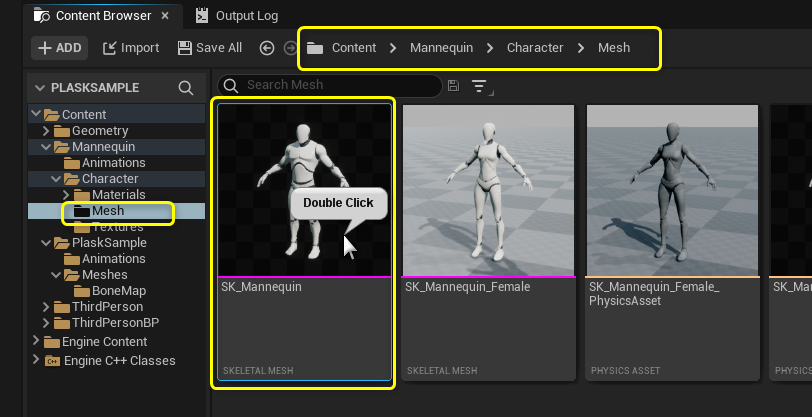 Content Browser
Output Log
ADD
Import
Save All
Content
Mannequin
Character
Mesh
PLASKSAMPLE
Search Mesh
Content
Geometry
Mannequin
Animations
Character
Materials
Mesh
Textures
PlaskSample
Animations
Meshes
BoneMap
ThirdPerson
ThirdPersonBP
Engine Content
Engine C++ Classes
Double Click
SK_Mannequin
SKELETAL MESH
SK_Mannequin_Female
SKELETAL MESH
SK_Mannequin_Female_
PhysicsAsset
PHYSICS ASSET